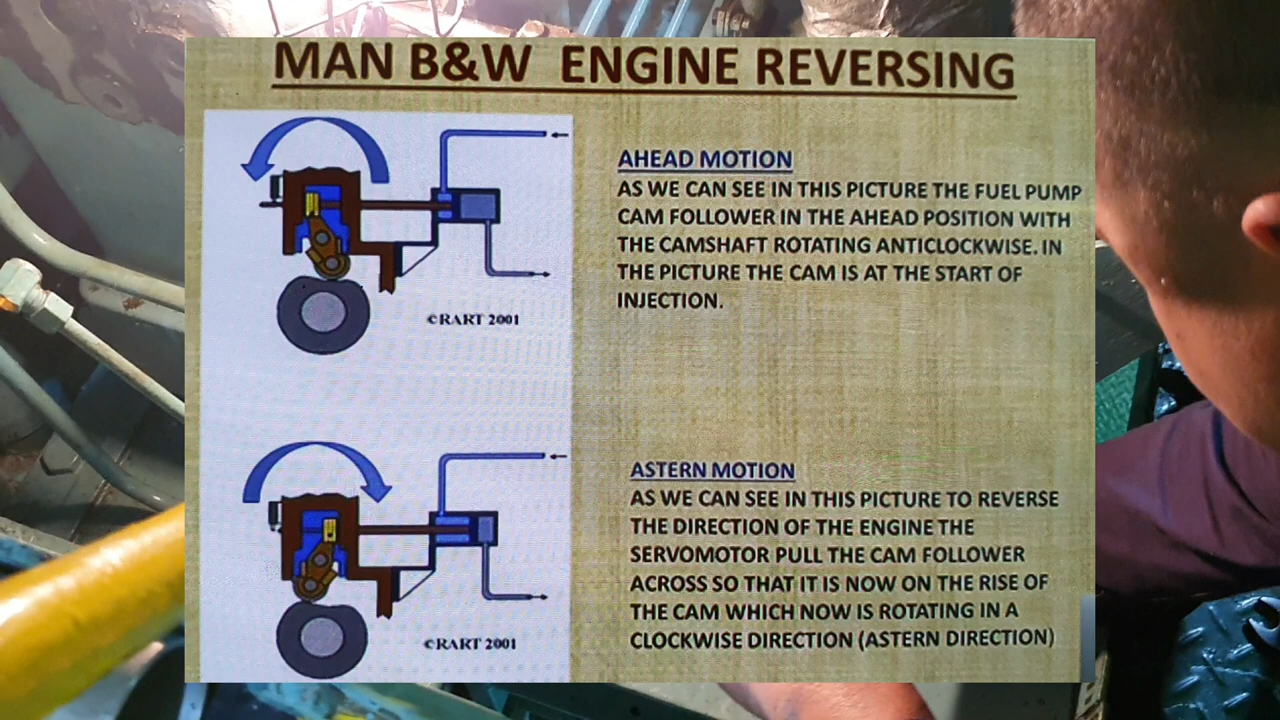 MAN B&W ENGINE REVERSING
AHEAD MOTION
AS WE CAN SEE IN THIS PICTURE THE FUEL PUMP
CAM FOLLOWER IN THE AHEAD POSITION WITH
THE CAMSHAFT ROTATING ANTICLOCKWISE. IN
THE PICTURE THE CAM IS AT THE START OF
INJECTION.
©RART 2001
ASTERN MOTION
AS WE CAN SEE IN THIS PICTURE TO REVERSE
THE DIRECTION OF THE ENGINE THE
SERVOMOTOR PULL THE CAM FOLLOWER
ACROSS SO THAT IT IS NOW ON THE RISE OF
THE CAM WHICH NOW IS ROTATING IN A
CLOCKWISE DIRECTION (ASTERN DIRECTION)
©RART 2001